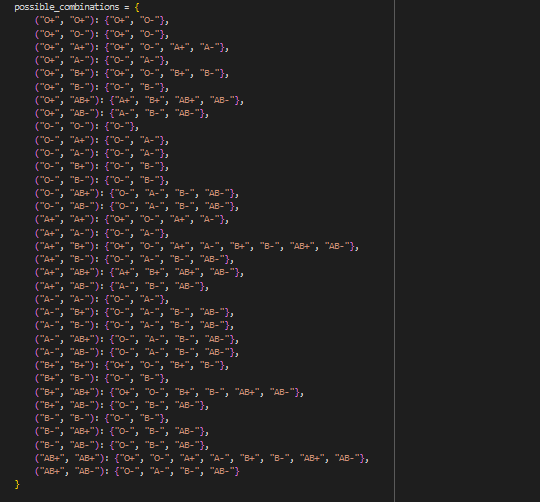 possible_combinations = {
("O+", "O+"): {"O+", "O-"},
("O+", "O-"): {"O+", "O-"},
("O+", "A+"): {"O+", "O-", "A+", "A-"},
("O+", "A-"): {"O-", "A-"},
("O+", "B+"): {"O+", "O-", "B+", "B-"},
("O+", "B-"): {"O-", "B-"},
("O+", "AB+"): {"A+", "B+", "AB+", "AB-"},
("O+", "AB-"): {"A-", "B-", "AB-"},
("O-", "O-"): {"O-"},
("O-", "A+"): {"O-", "A-"},
("O-", "A-"): {"O-", "A-"},
("O-", "B+"): {"O-", "B-"},
("O-", "B-"): {"O-", "B-"},
("O-", "AB+"): {"O-", "A-", "B-", "AB-"},
("O-", "AB-"): {"O-", "A-", "B-", "AB-"},
("A+", "A+"): {"O+", "O-", "A+", "A-"},
("A+", "A-"): {"O-", "A-"},
("A+", "B+"): {"O+", "O-", "A+", "A-", "B+", "B-", "AB+", "AB-"},
("A+", "B-"): {"O-", "A-", "B-", "AB-"},
("A+", "AB+"): {"A+", "B+", "AB+", "AB-"},
("A+", "AB-"): {"A-", "B-", "AB-"},
("A-", "A-"): {"O-", "A-"},
("A-", "B+"): {"O-", "A-", "B-", "AB-"},
("A-", "B-"): {"O-", "A-", "B-", "AB-"},
("A-", "AB+"): {"O-", "A-", "B-", "AB-"},
("A-", "AB-"): {"O-", "A-", "B-", "AB-"},
("B+", "B+"): {"O+", "O-", "B+", "B-"},
("B+", "B-"): {"O-", "B-"},
("B+", "AB+"): {"O+", "O-", "B+", "B-", "AB+", "AB-"},
("B+", "AB-"): {"O-", "B-", "AB-"},
("B-", "B-"): {"O-", "B-"},
("B-", "AB+"): {"O-", "B-", "AB-"},
("B-", "AB-"): {"O-", "B-", "AB-"},
("AB+", "AB+"): {"O+", "O-", "A+", "A-", "B+", "B-", "AB+", "AB-"},
("AB+", "AB-"): {"O-", "A-", "B-", "AB-"}
}